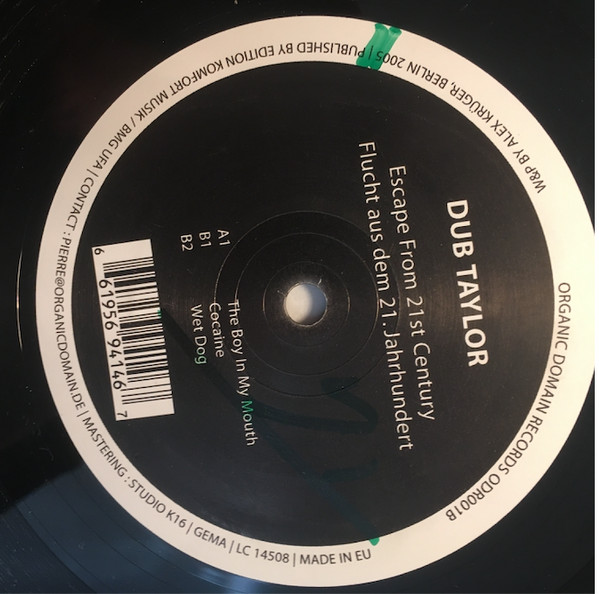 DUB TAYLOR
Escape From 21st Century
Flucht aus dem 21. Jahrhundert
A1 The Boy In My Mouth
B1 Cocaine
B2 Wet Dog
6 61956 94146 7
ORGANIC DOMAIN RECORDS ODR001B
W&P BY ALEX KRÜGER, BERLIN 2005 | PUBLISHED BY EDITION KOMFORT MUSIK / BMG UFA | CONTACT : PIERRE@ORGANICDOMAIN.DE | MASTERING : STUDIO K16 | GEMA | LC 14508 | MADE IN EU